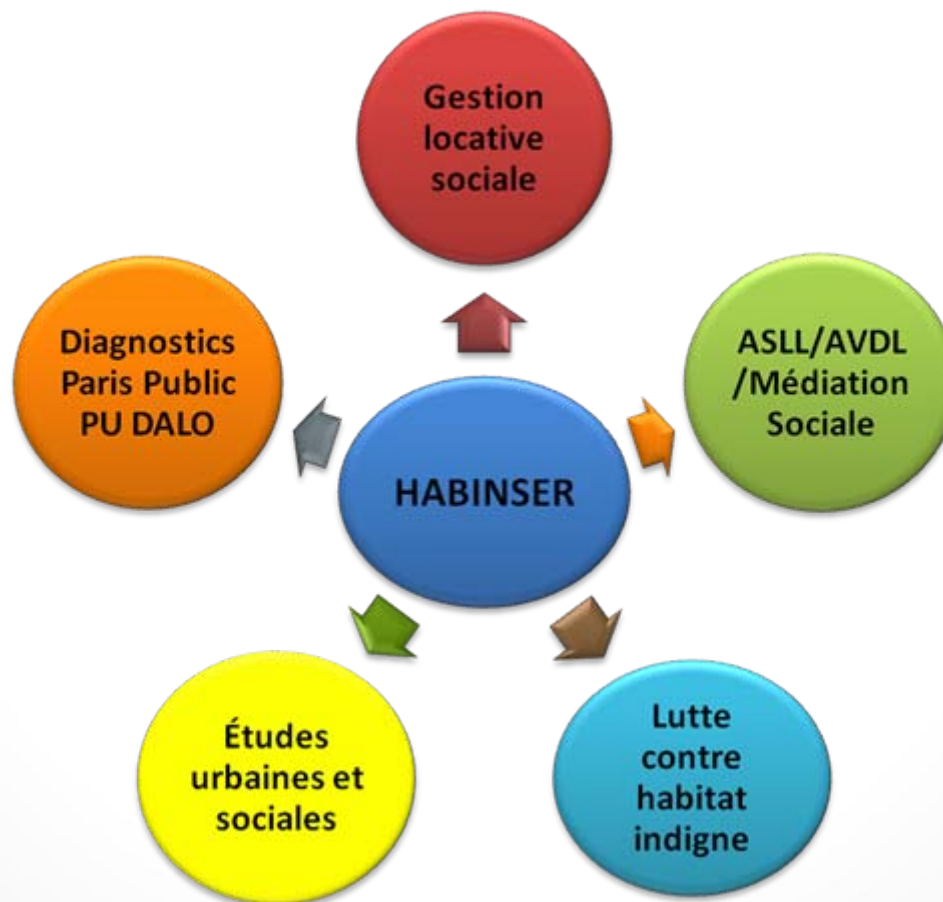 Gestion
locative
sociale
Diagnostics
Paris Public
PU DALO
ASLL/AVDL
/Médiation
Sociale
HABINSER
Études
urbaines et
sociales
Lutte
contre
habitat
indigne